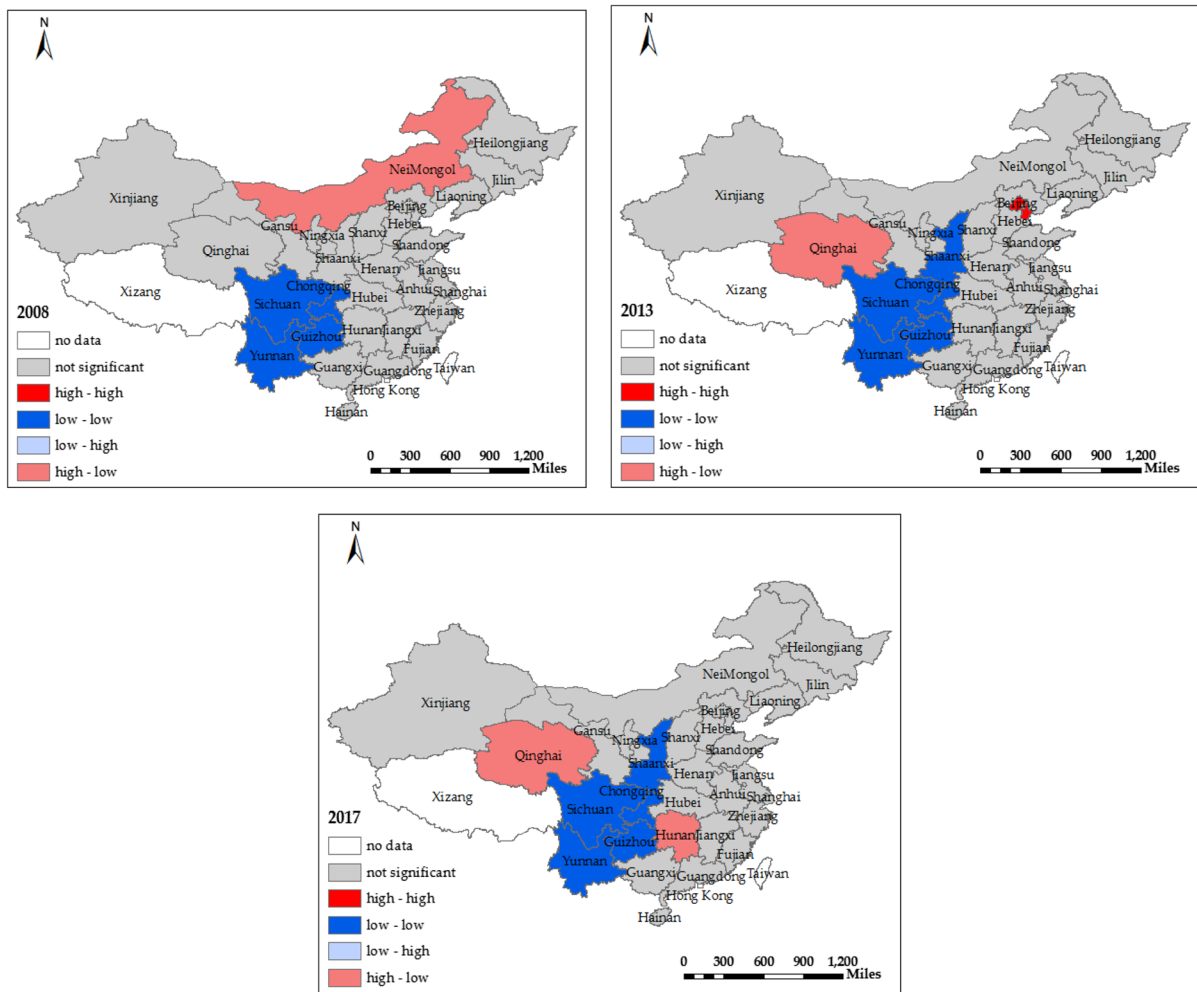 N
Heilongjiang
NeiMongol
Jilin
Xinjiang
Liaoning
Beijing
Gansu
Hebei
Ningxia
Shanxi
Shandong
Qinghai
Shaanxi
Henan
Jiangsu
Xizang
Chongqing
Anhui
Shanghai
Sichuan
Hubei
Zhejiang
2008
Guizhou
Hunan
Jiangxi
no data
Yunnan
Fujian
not significant
Guangxi
Guangdong
Taiwan
high - high
Hong Kong
low - low
Hainan
low - high
0 300 600 900 1,200
high - low
Miles
N
Heilongjiang
NeiMongol
Jilin
Xinjiang
Liaoning
Beijing
Gansu
Hebei
Ningxia
Shanxi
Shandong
Qinghai
Shaanxi
Henan
Jiangsu
Xizang
Chongqing
Anhui
Shanghai
Sichuan
Hubei
Zhejiang
2013
Guizhou
Hunan
Jiangxi
no data
Yunnan
Fujian
not significant
Guangxi
Guangdong
Taiwan
high - high
Hong Kong
low - low
Hainan
low - high
0 300 600 900 1,200
high - low
Miles
N
Heilongjiang
NeiMongol
Jilin
Xinjiang
Liaoning
Beijing
Gansu
Hebei
Ningxia
Shanxi
Shandong
Qinghai
Shaanxi
Henan
Jiangsu
Xizang
Chongqing
Anhui
Shanghai
Sichuan
Hubei
Zhejiang
2017
Guizhou
Hunan
Jiangxi
no data
Yunnan
Fujian
not significant
Guangxi
Guangdong
Taiwan
high - high
Hong Kong
low - low
Hainan
low - high
0 300 600 900 1,200
high - low
Miles